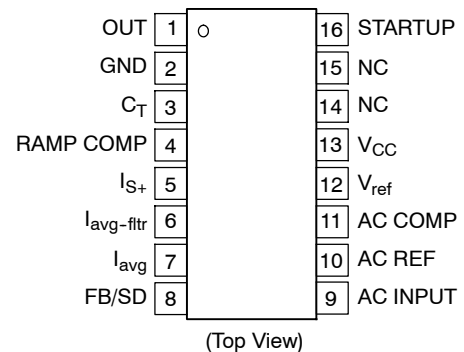 OUT 1 16 STARTUP
GND 2 15 NC
CT 3 14 NC
RAMP COMP 4 13 VCC
IS+ 5 12 Vref
Iavg-fltr 6 11 AC COMP
Iavg 7 10 AC REF
FB/SD 8 9 AC INPUT
(Top View)